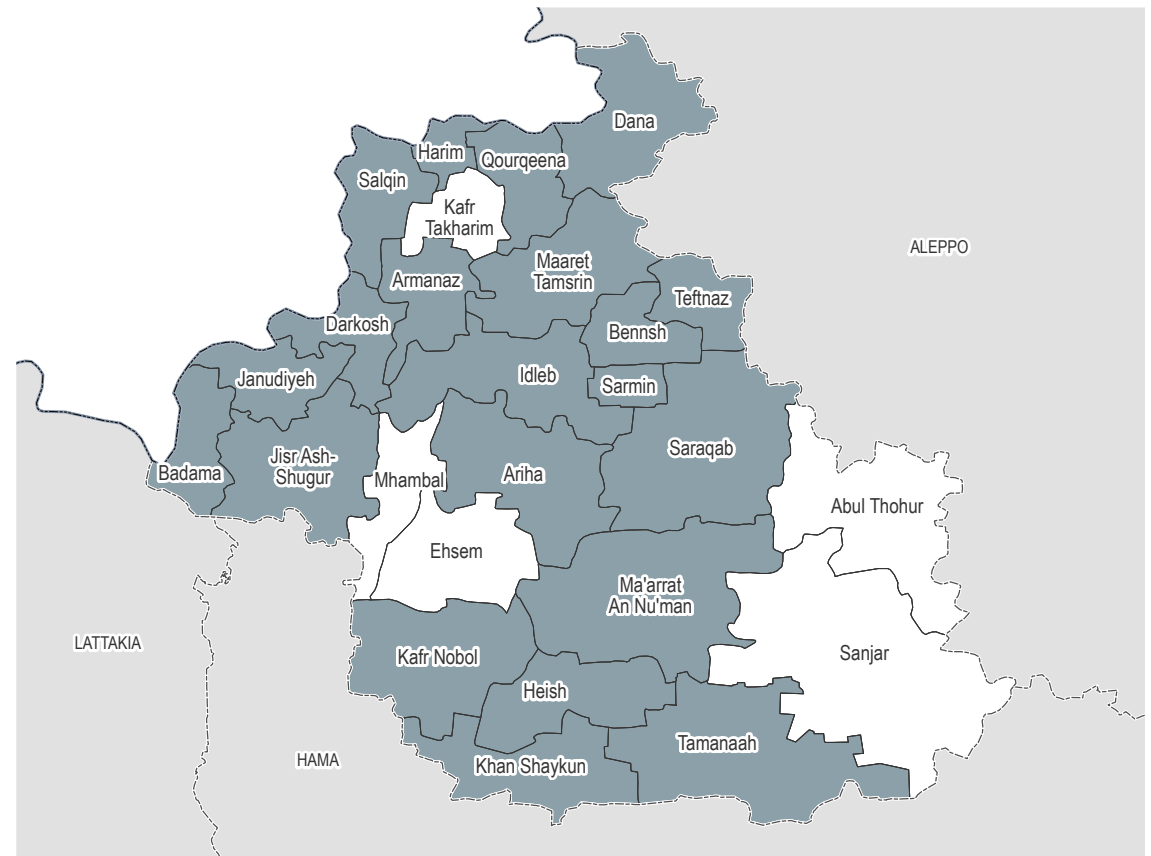 Dana
Harim
Qourqeena
Salqin
Kafr
Takharim
ALEPPO
Maaret
Tamsrin
Armanaz
Teftnaz
Darkosh
Bennsh
Janudiyeh
Idleb
Sarmin
Saraqab
Badama
Jisr Ash-
Shugur
Mhambal
Ariha
Abul Thohur
Ehsem
Ma'arrat
An Nu'man
LATTAKIA
Kafr Nobol
Sanjar
Heish
Tamanaah
HAMA
Khan Shaykun